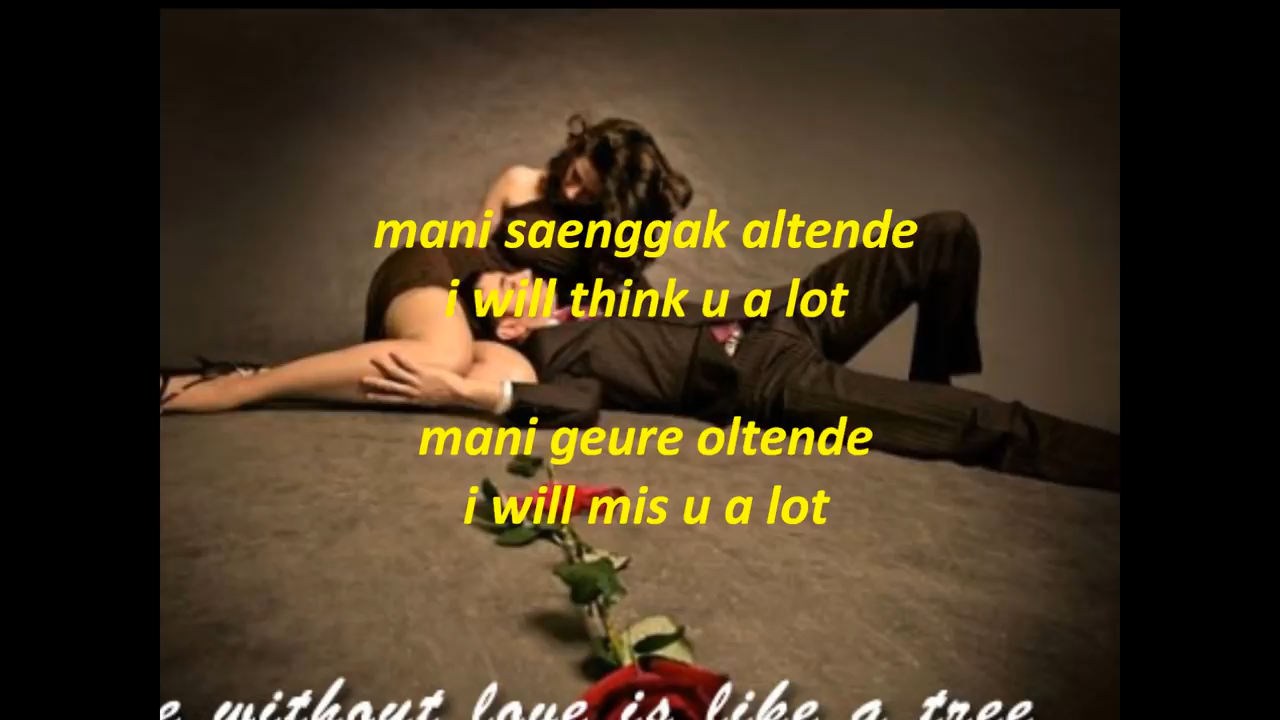 mani saenggak altende
i will think u a lot
mani geure oltende
i will mis u a lot
e without love is like a tree